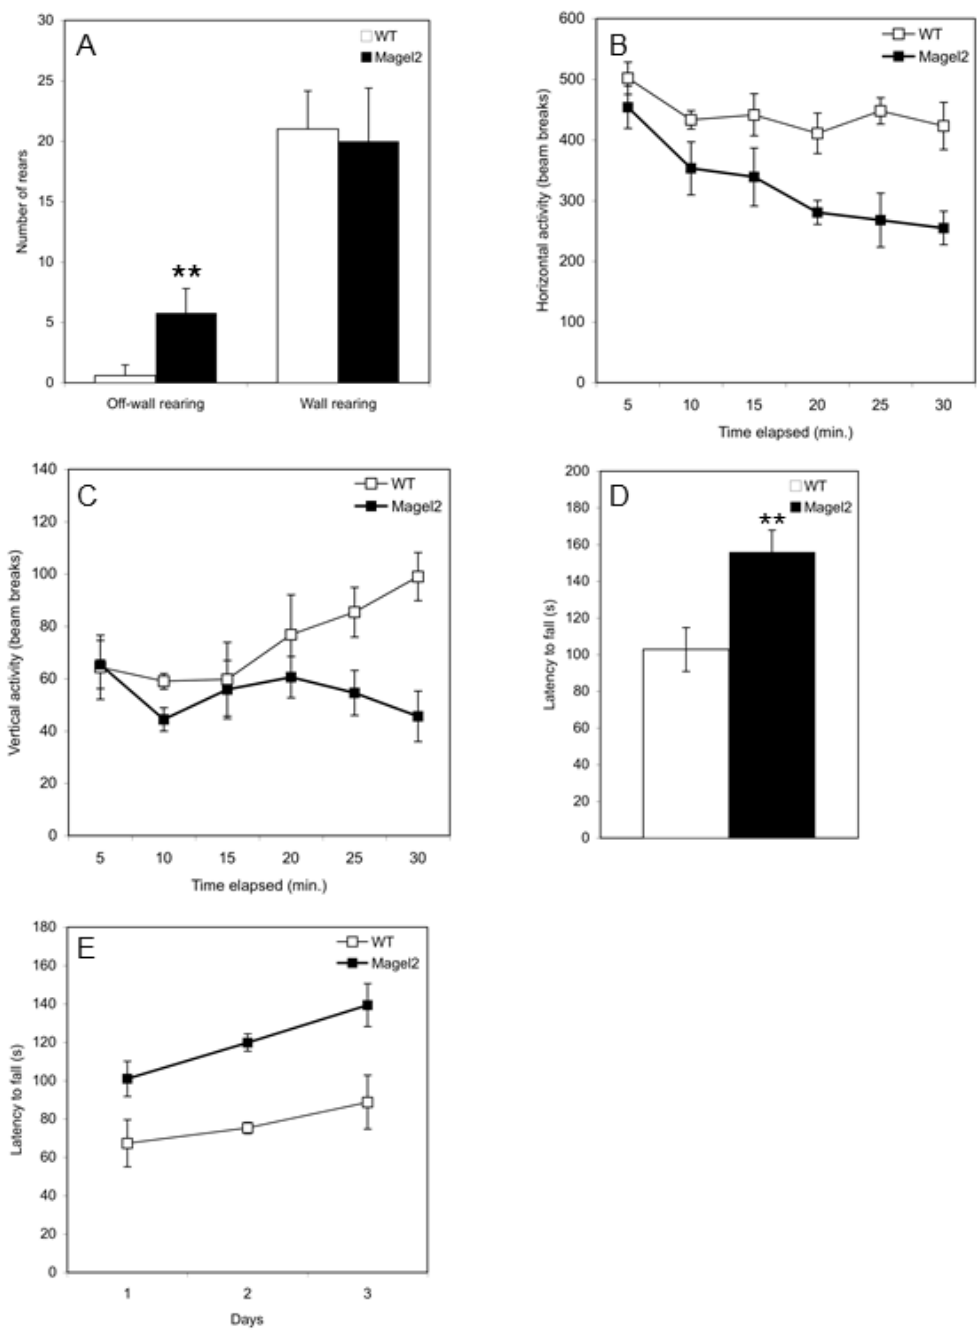 A
WT
Magel2
**
Number of rears
30
25
20
15
10
5
0
Off-wall rearing
Wall rearing
B
WT
Magel2
Horizontal activity (beam breaks)
600
500
400
300
200
100
0
5 10 15 20 25 30
Time elapsed (min.)
C
WT
Magel2
Vertical activity (beam breaks)
140
120
100
80
60
40
20
0
5 10 15 20 25 30
Time elapsed (min.)
D
WT
Magel2
**
Latency to fall (s)
200
180
160
140
120
100
80
60
40
20
0
E
WT
Magel2
Latency to fall (s)
180
160
140
120
100
80
60
40
20
0
1 2 3
Days